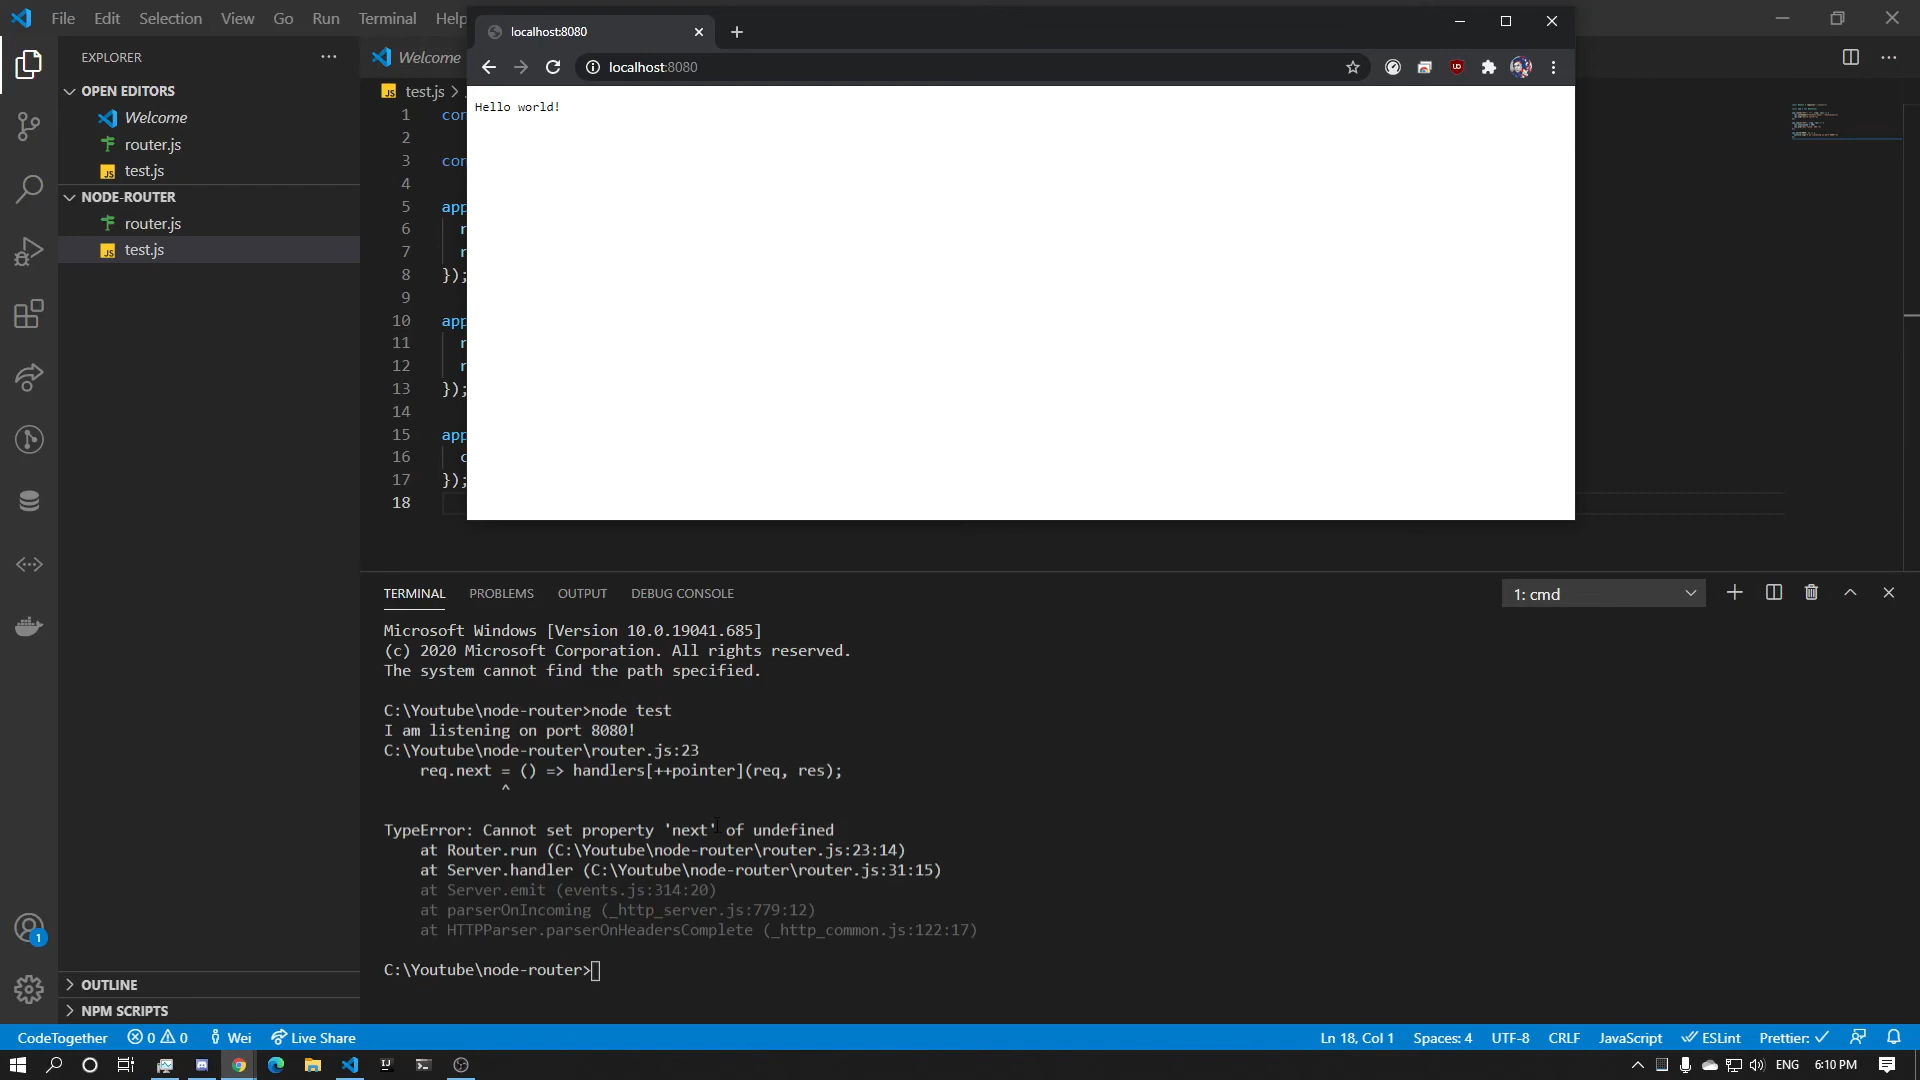 File Edit Selection View Go Run Terminal Help
localhost:8080
localhost:8080
Hello world!
EXPLORER
OPEN EDITORS
Welcome
router.js
test.js
NODE-ROUTER
router.js
test.js
OUTLINE
NPM SCRIPTS
Welcome
test.js >
1 con
2
3 con
4
5 app
6 r
7 r
8 });
9
10 app
11 r
12 r
13 });
14
15 app
16 c
17 });
18
TERMINAL PROBLEMS OUTPUT DEBUG CONSOLE
1: cmd
Microsoft Windows [Version 10.0.19041.685]
(c) 2020 Microsoft Corporation. All rights reserved.
The system cannot find the path specified.
C:\Youtube\node-router>node test
I am listening on port 8080!
C:\Youtube\node-router\router.js:23
req.next = () => handlers[++pointer](req, res);
^
TypeError: Cannot set property 'next' of undefined
at Router.run (C:\Youtube\node-router\router.js:23:14)
at Server.handler (C:\Youtube\node-router\router.js:31:15)
at Server.emit (events.js:314:20)
at parserOnIncoming (_http_server.js:779:12)
at HTTPParser.parserOnHeadersComplete (_http_common.js:122:17)
C:\Youtube\node-router>
1
CodeTogether 0 0 Wei Live Share
Ln 18, Col 1 Spaces: 4 UTF-8 CRLF JavaScript ESLint Prettier: ✓
ENG 6:10 PM